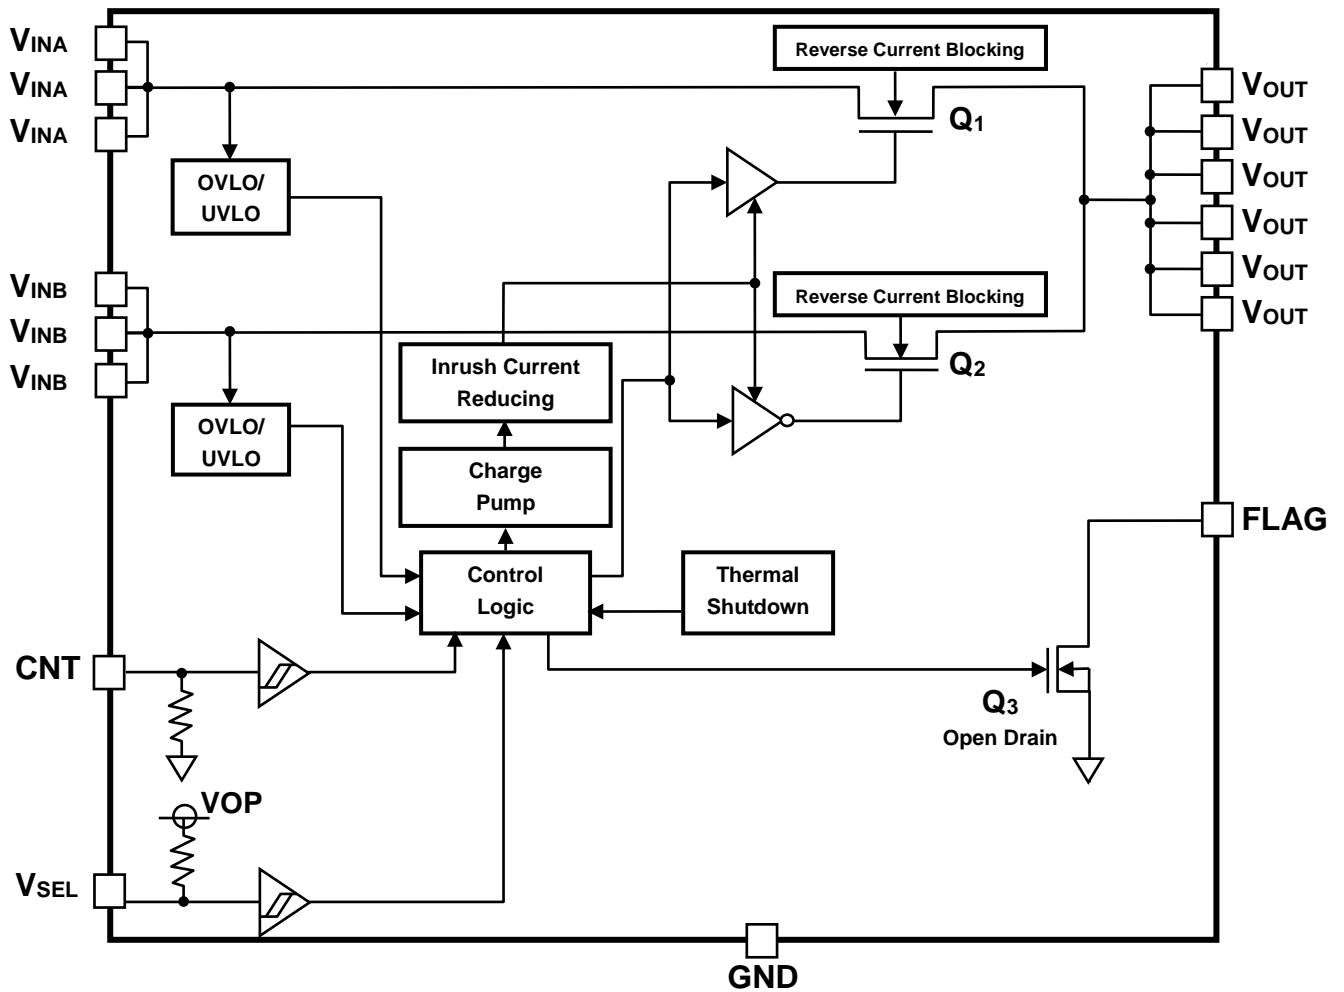 VINA
VINA
VINA
Reverse Current Blocking
Q1
VOUT
VOUT
VOUT
VOUT
VOUT
VOUT
OVLO/
UVLO
VINB
VINB
VINB
Reverse Current Blocking
Q2
Inrush Current
Reducing
OVLO/
UVLO
Charge
Pump
FLAG
Control
Logic
Thermal
Shutdown
CNT
Q3
Open Drain
VOP
VSEL
GND